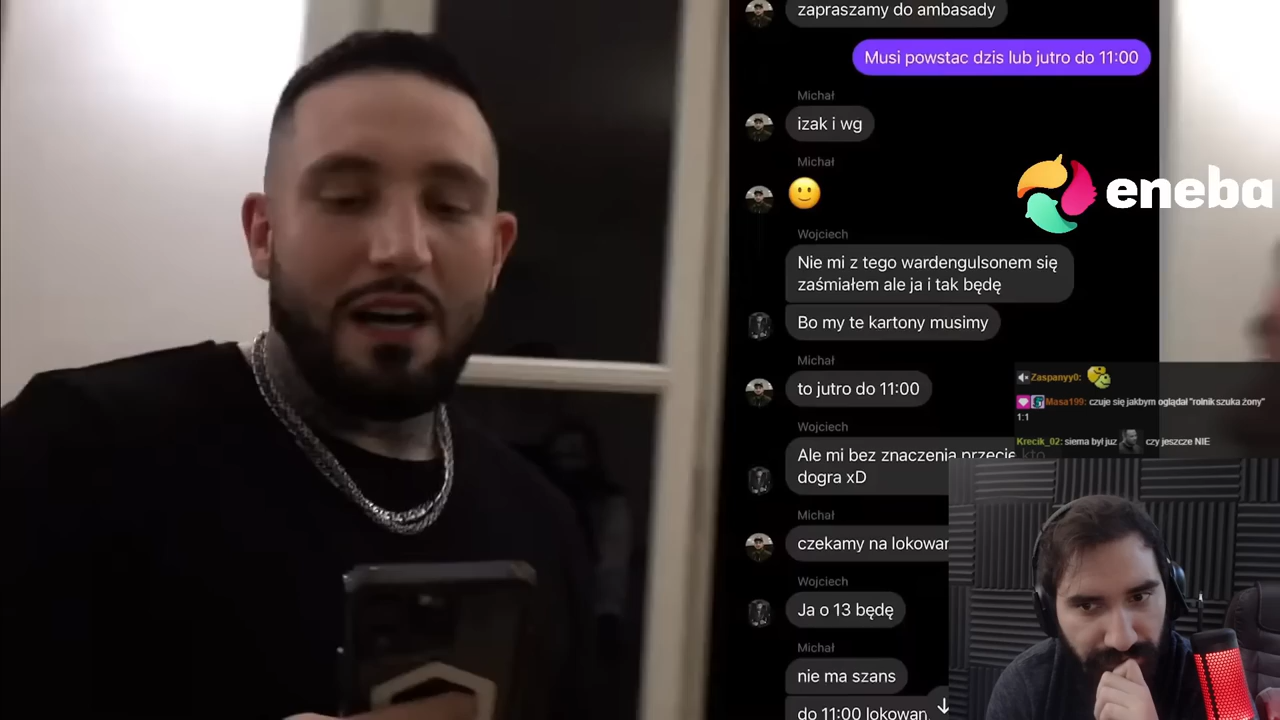 zapraszamy do ambasady
Musi powstac dzis lub jutro do 11:00
Michał
izak i wg
Michał
eneba
Wojciech
Nie mi z tego wardengulsonem się
zaśmiałem ale ja i tak będę
Bo my te kartony musimy
Michał
to jutro do 11:00
Zaspanyy0:
Masa199: czuje się jakbym oglądał "rolnik szuka żony"
1:1
Wojciech
Krecik_02: siema był juz czy jeszcze NIE
Ale mi bez znaczenia przecie kto
dogra xD
Michał
czekamy na lokowan
Wojciech
Ja o 13 będę
Michał
nie ma szans
do 11:00 lokowan